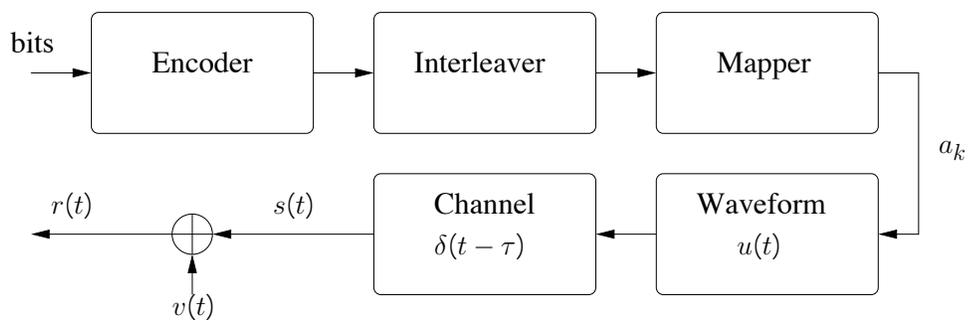 bits
Encoder
Interleaver
Mapper
a_k
r(t)
s(t)
Channel
δ(t − τ)
Waveform
u(t)
v(t)